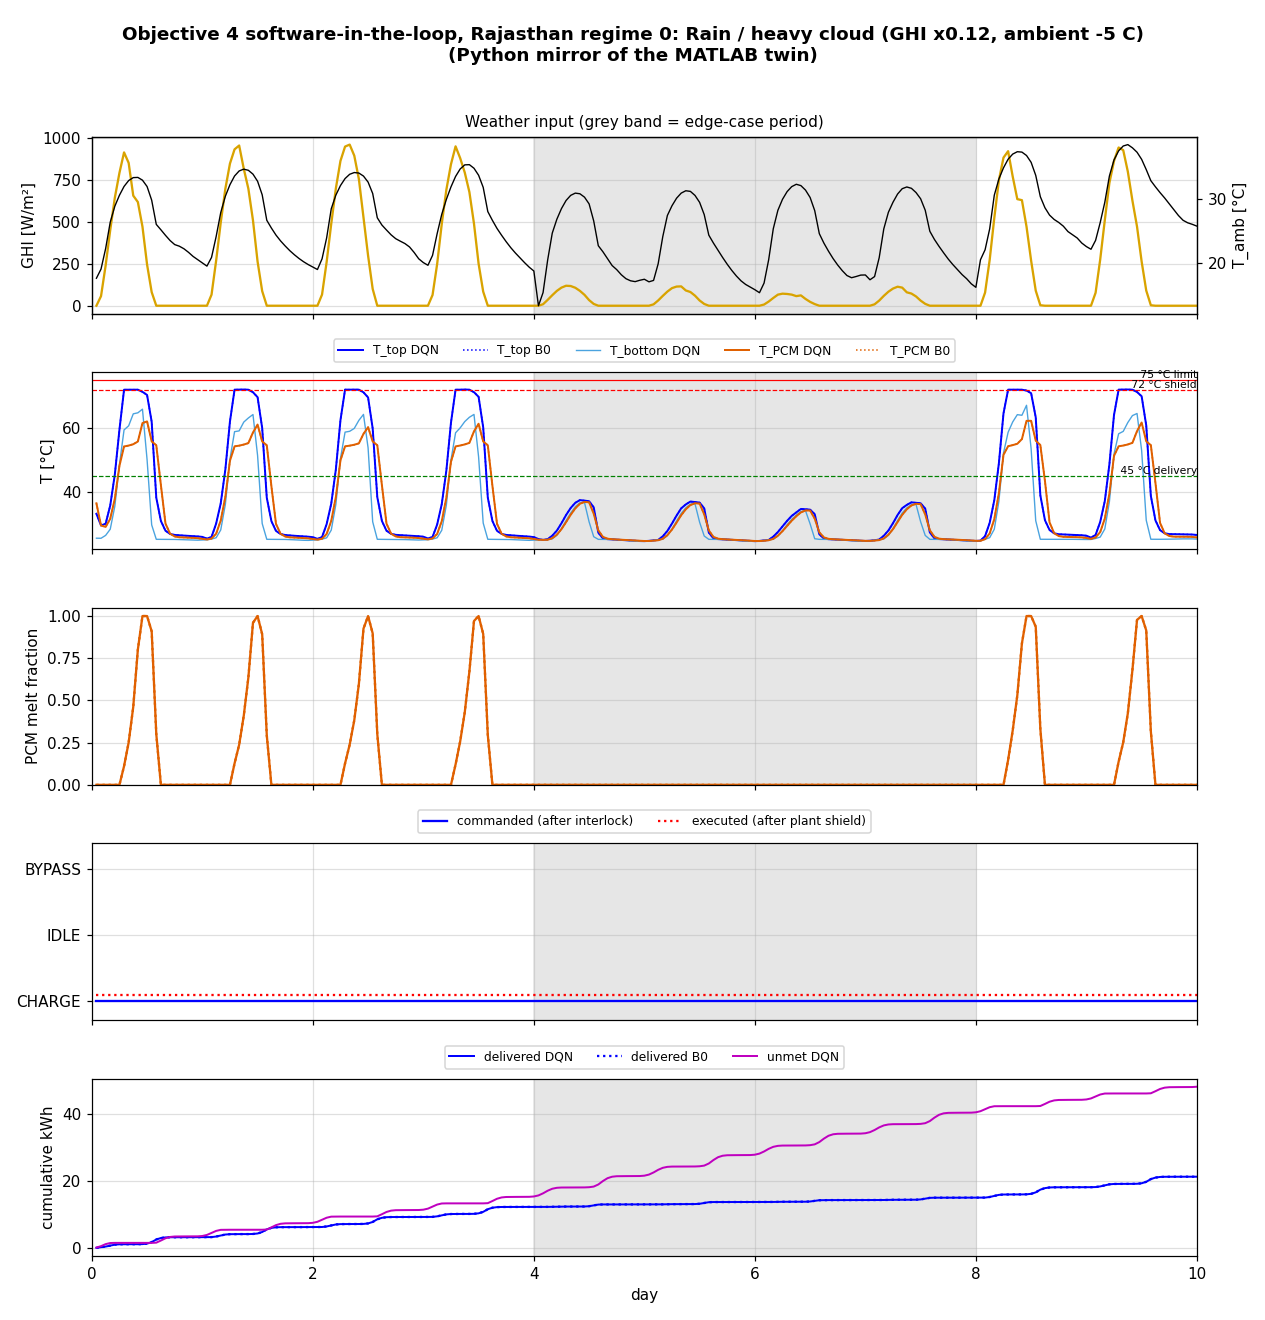 Objective 4 software-in-the-loop, Rajasthan regime 0: Rain / heavy cloud (GHI x0.12, ambient -5 C)
(Python mirror of the MATLAB twin)
Weather input (grey band = edge-case period)
1000
750
500
250
0
GHI [W/m²]
30
20
T_amb [°C]
T_top DQN
T_top B0
T_bottom DQN
T_PCM DQN
T_PCM B0
75 °C limit
72 °C shield
45 °C delivery
60
40
T [°C]
1.00
0.75
0.50
0.25
0.00
PCM melt fraction
commanded (after interlock)
executed (after plant shield)
BYPASS
IDLE
CHARGE
delivered DQN
delivered B0
unmet DQN
40
20
0
cumulative kWh
0 2 4 6 8 10
day